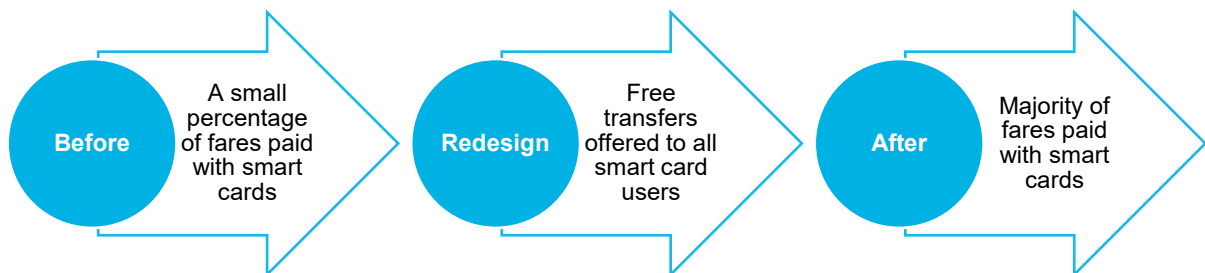 Before
A small
percentage
of fares paid
with smart
cards
Redesign
Free
transfers
offered to all
smart card
users
After
Majority of
fares paid
with smart
cards